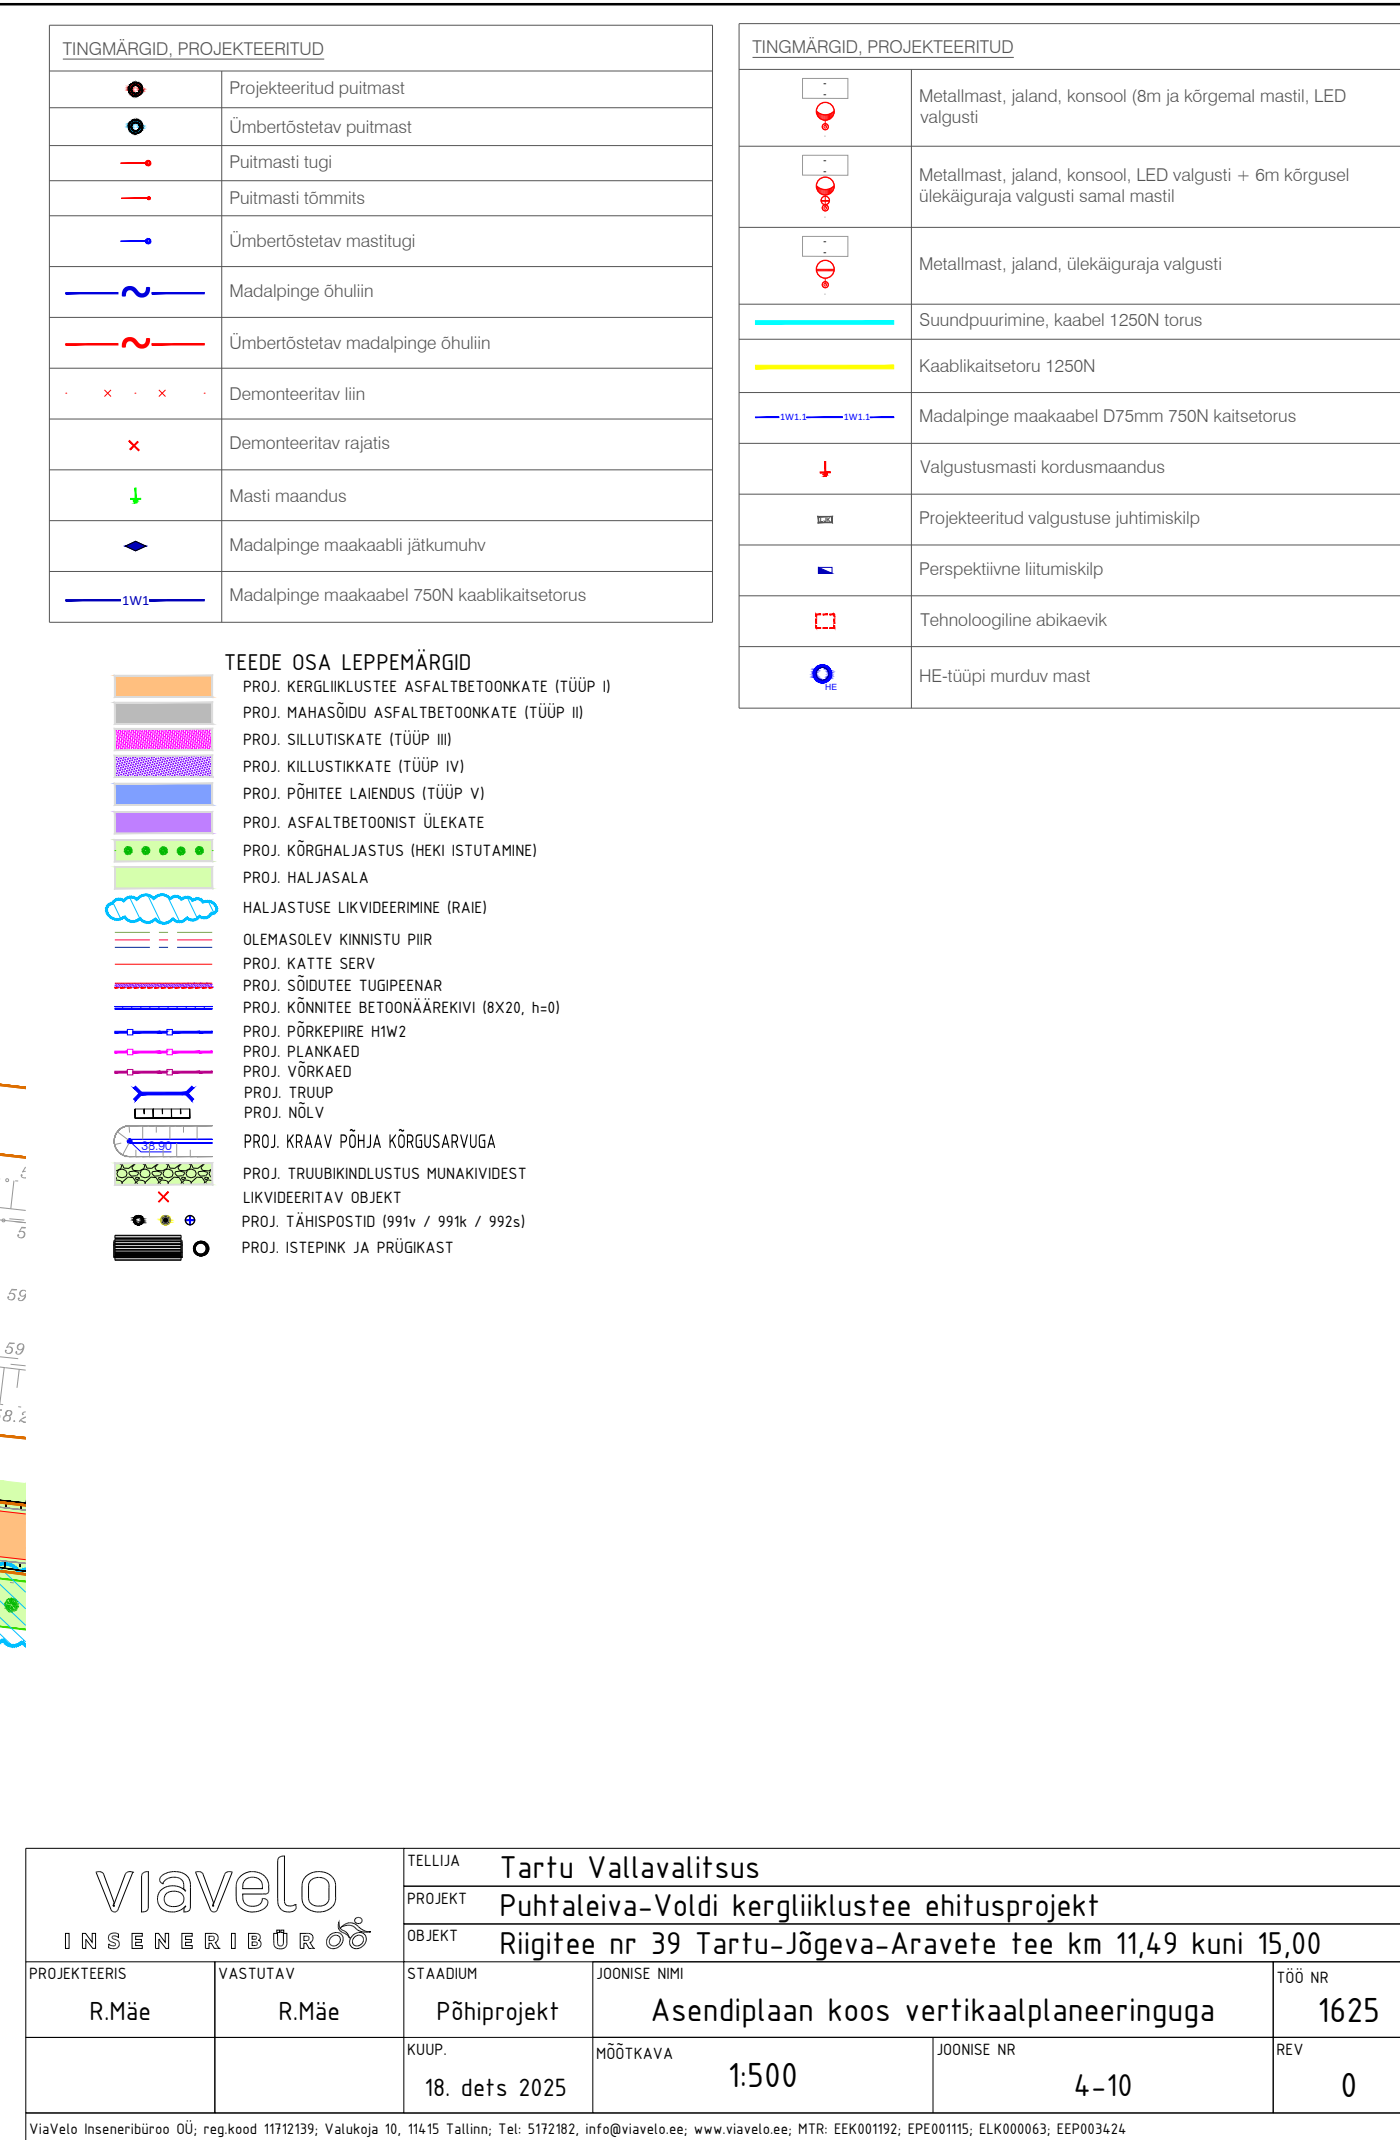 TINGMÄRGID, PROJEKTEERITUD
Projekteeritud puitmast
Ümbertõstetav puitmast
Puitmasti tugi
Puitmasti tõmmits
Ümbertõstetav mastitugi
Madalpinge õhuliin
Ümbertõstetav madalpinge õhuliin
Demonteeritav liin
Demonteeritav rajatis
Masti maandus
Madalpinge maakaabli jätkumuhv
1W1
Madalpinge maakaabel 750N kaablikaitsetorus
TINGMÄRGID, PROJEKTEERITUD
Metallmast, jaland, konsool (8m ja kõrgemal mastil, LED
valgusti
Metallmast, jaland, konsool, LED valgusti + 6m kõrgusel
ülekäiguraja valgusti samal mastil
Metallmast, jaland, ülekäiguraja valgusti
Suundpuurimine, kaabel 1250N torus
Kaablikaitsetoru 1250N
1W1.1 1W1.1
Madalpinge maakaabel D75mm 750N kaitsetorus
Valgustusmasti kordusmaandus
Projekteeritud valgustuse juhtimiskilp
Perspektiivne liitumiskilp
Tehnoloogiline abikaevik
HE
HE-tüüpi murduv mast
TEEDE OSA LEPPEMÄRGID
PROJ. KERGLIIKLUSTEE ASFALTBETOONKATE (TÜÜP I)
PROJ. MAHASÕIDU ASFALTBETOONKATE (TÜÜP II)
PROJ. SILLUTISKATE (TÜÜP III)
PROJ. KILLUSTIKKATE (TÜÜP IV)
PROJ. PÕHITEE LAIENDUS (TÜÜP V)
PROJ. ASFALTBETOONIST ÜLEKATE
PROJ. KÕRGHALJASTUS (HEKI ISTUTAMINE)
PROJ. HALJASALA
HALJASTUSE LIKVIDEERIMINE (RAIE)
OLEMASOLEV KINNISTU PIIR
PROJ. KATTE SERV
PROJ. SÕIDUTEE TUGIPEENAR
PROJ. KÕNNITEE BETOONÄÄREKIVI (8X20, h=0)
PROJ. PÕRKEPIIRE H1W2
PROJ. PLANKAED
PROJ. VÕRKAED
PROJ. TRUUP
PROJ. NÕLV
38.90
PROJ. KRAAV PÕHJA KÕRGUSARVUGA
PROJ. TRUUBIKINDLUSTUS MUNAKIVIDEST
LIKVIDEERITAV OBJEKT
PROJ. TÄHISPOSTID (991v / 991k / 992s)
PROJ. ISTEPINK JA PRÜGIKAST
59
59
viavelo
INSENERIBÜROO
TELLIJA
Tartu Vallavalitsus
PROJEKT
Puhtaleiva-Voldi kergliiklustee ehitusprojekt
OBJEKT
Riigitee nr 39 Tartu-Jõgeva-Aravete tee km 11,49 kuni 15,00
PROJEKTEERIS
R.Mäe
VASTUTAV
R.Mäe
STAADIUM
Põhiprojekt
JOONISE NIMI
Asendiplaan koos vertikaalplaneeringuga
TÖÖ NR
1625
KUUP.
18. dets 2025
MÕÕTKAVA
1:500
JOONISE NR
4-10
REV
0
ViaVelo Inseneribüroo OÜ; reg.kood 11712139; Valukoja 10, 11415 Tallinn; Tel: 5172182, info@viavelo.ee; www.viavelo.ee; MTR: EEK001192; EPE001115; ELK000063; EEP003424